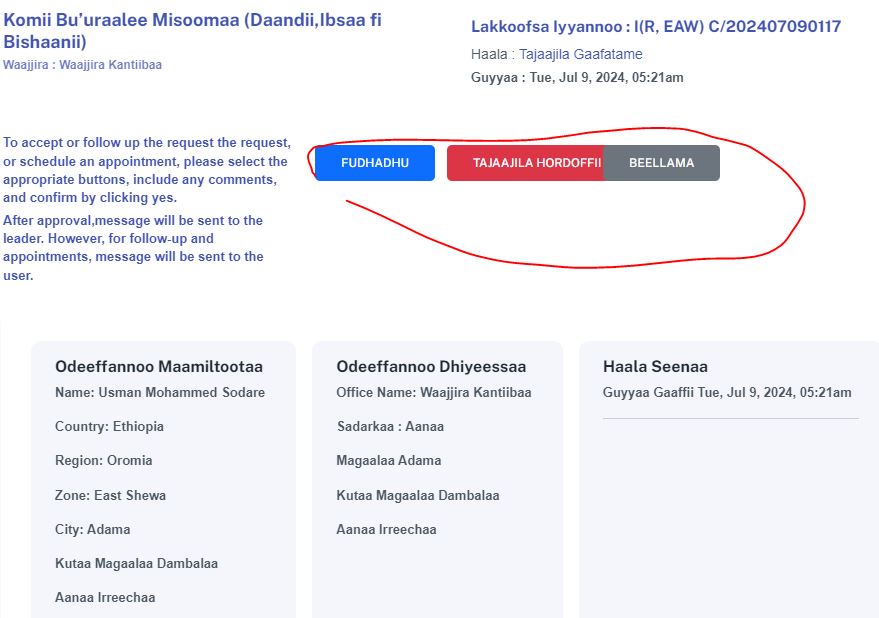 Komii Bu'uraalee Misoomaa (Daandii,Ibsaa fi
Bishaanii)
Waajjira : Waajjira Kantiibaa
Lakkoofsa Iyyannoo : I(R, EAW) C/202407090117
Haala : Tajaajila Gaafatame
Guyyaa : Tue, Jul 9, 2024, 05:21am
To accept or follow up the request the request,
or schedule an appointment, please select the
appropriate buttons, include any comments,
and confirm by clicking yes.
After approval,message will be sent to the
leader. However, for follow-up and
appointments, message will be sent to the
user.
FUDHADHU
TAJAAJILA HORDOFFII
BEELLAMA
Odeeffannoo Maamiltootaa
Name: Usman Mohammed Sodare
Country: Ethiopia
Region: Oromia
Zone: East Shewa
City: Adama
Kutaa Magaalaa Dambalaa
Aanaa Irreechaa
Odeeffannoo Dhiyeessaa
Office Name: Waajjira Kantiibaa
Sadarkaa : Aanaa
Magaalaa Adama
Kutaa Magaalaa Dambalaa
Aanaa Irreechaa
Haala Seenaa
Guyyaa Gaaffii Tue, Jul 9, 2024, 05:21am